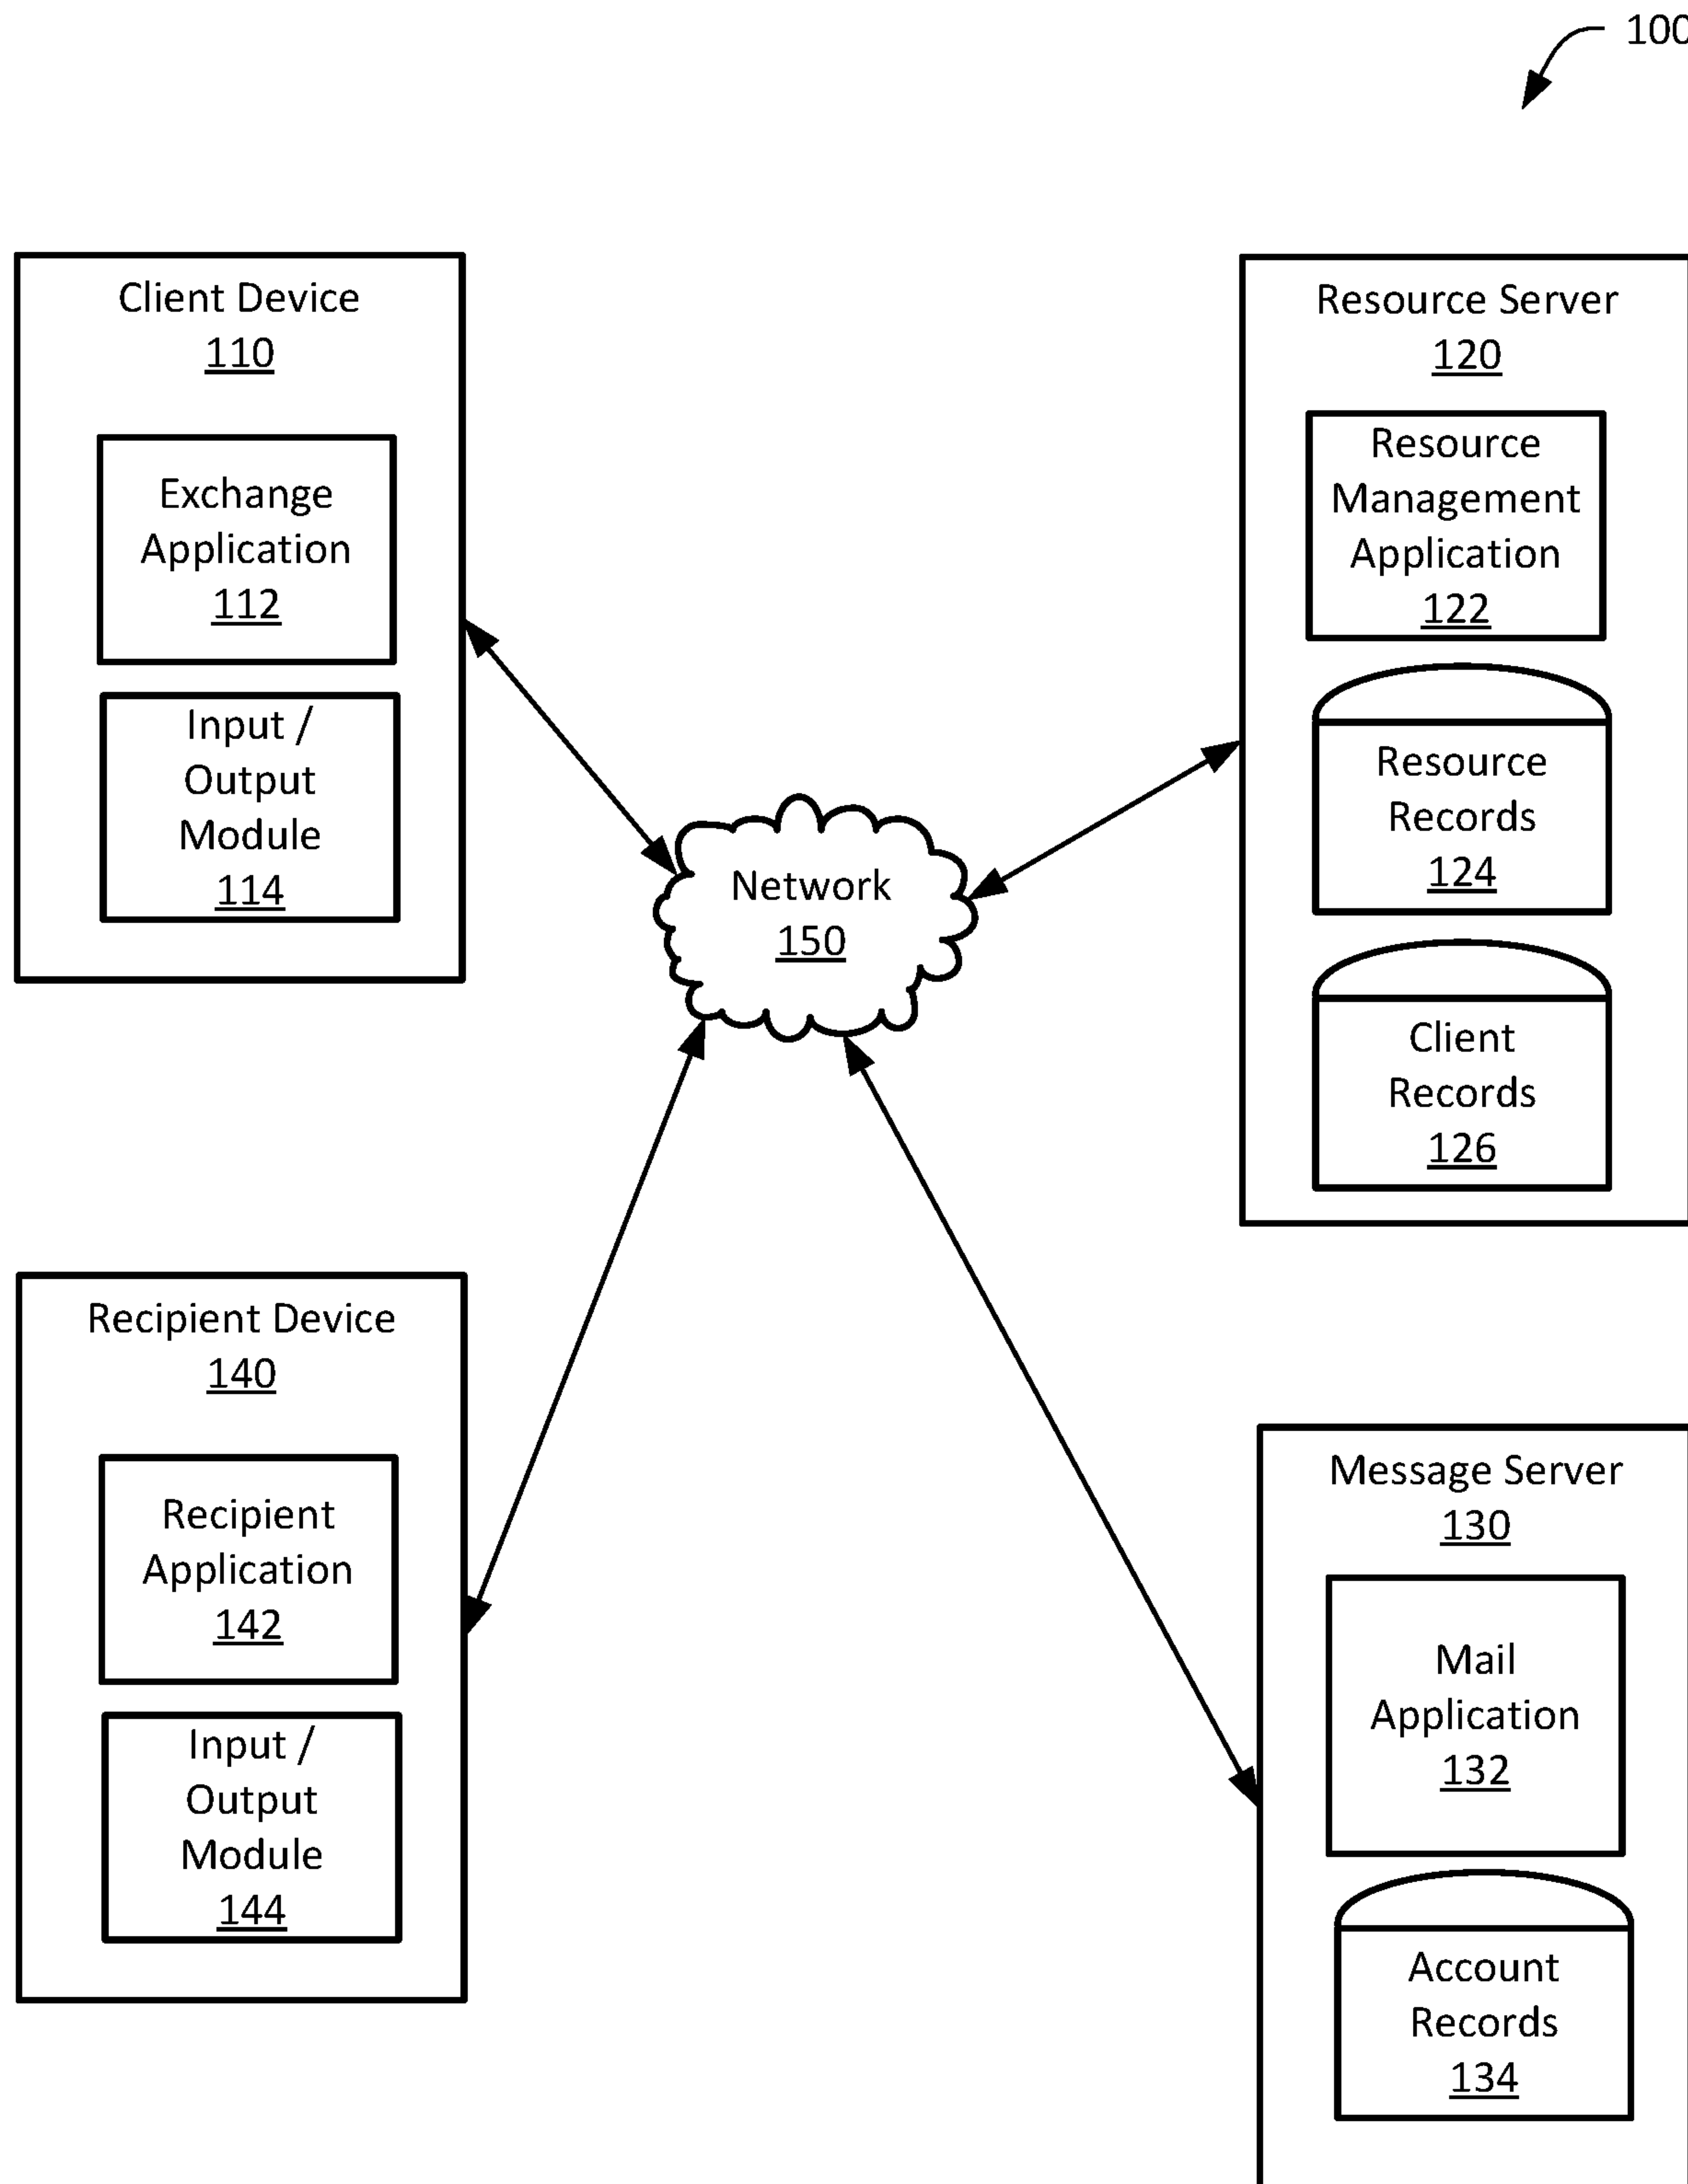 100
Client Device
110
Exchange
Application
112
Input /
Output
Module
114
Resource Server
120
Resource
Management
Application
122
Resource
Records
124
Client
Records
126
Network
150
Recipient Device
140
Recipient
Application
142
Input /
Output
Module
144
Message Server
130
Mail
Application
132
Account
Records
134